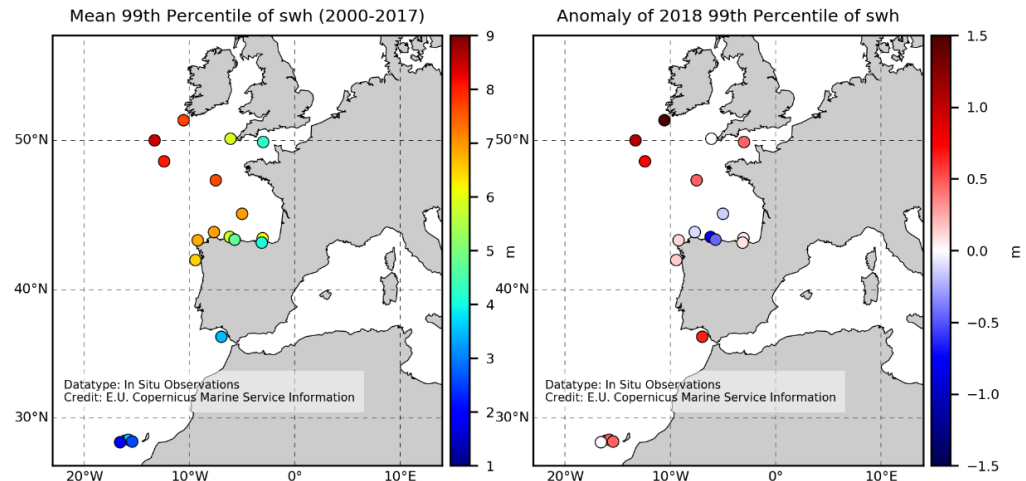 Mean 99th Percentile of swh (2000-2017)
50°N
40°N
30°N
20°W
10°W
0°
10°E
Datatype: In Situ Observations
Credit: E.U. Copernicus Marine Service Information
9
8
7
6
5
4
3
2
1
m
Anomaly of 2018 99th Percentile of swh
50°N
40°N
30°N
20°W
10°W
0°
10°E
Datatype: In Situ Observations
Credit: E.U. Copernicus Marine Service Information
1.5
1.0
0.5
0.0
−0.5
−1.0
−1.5
m